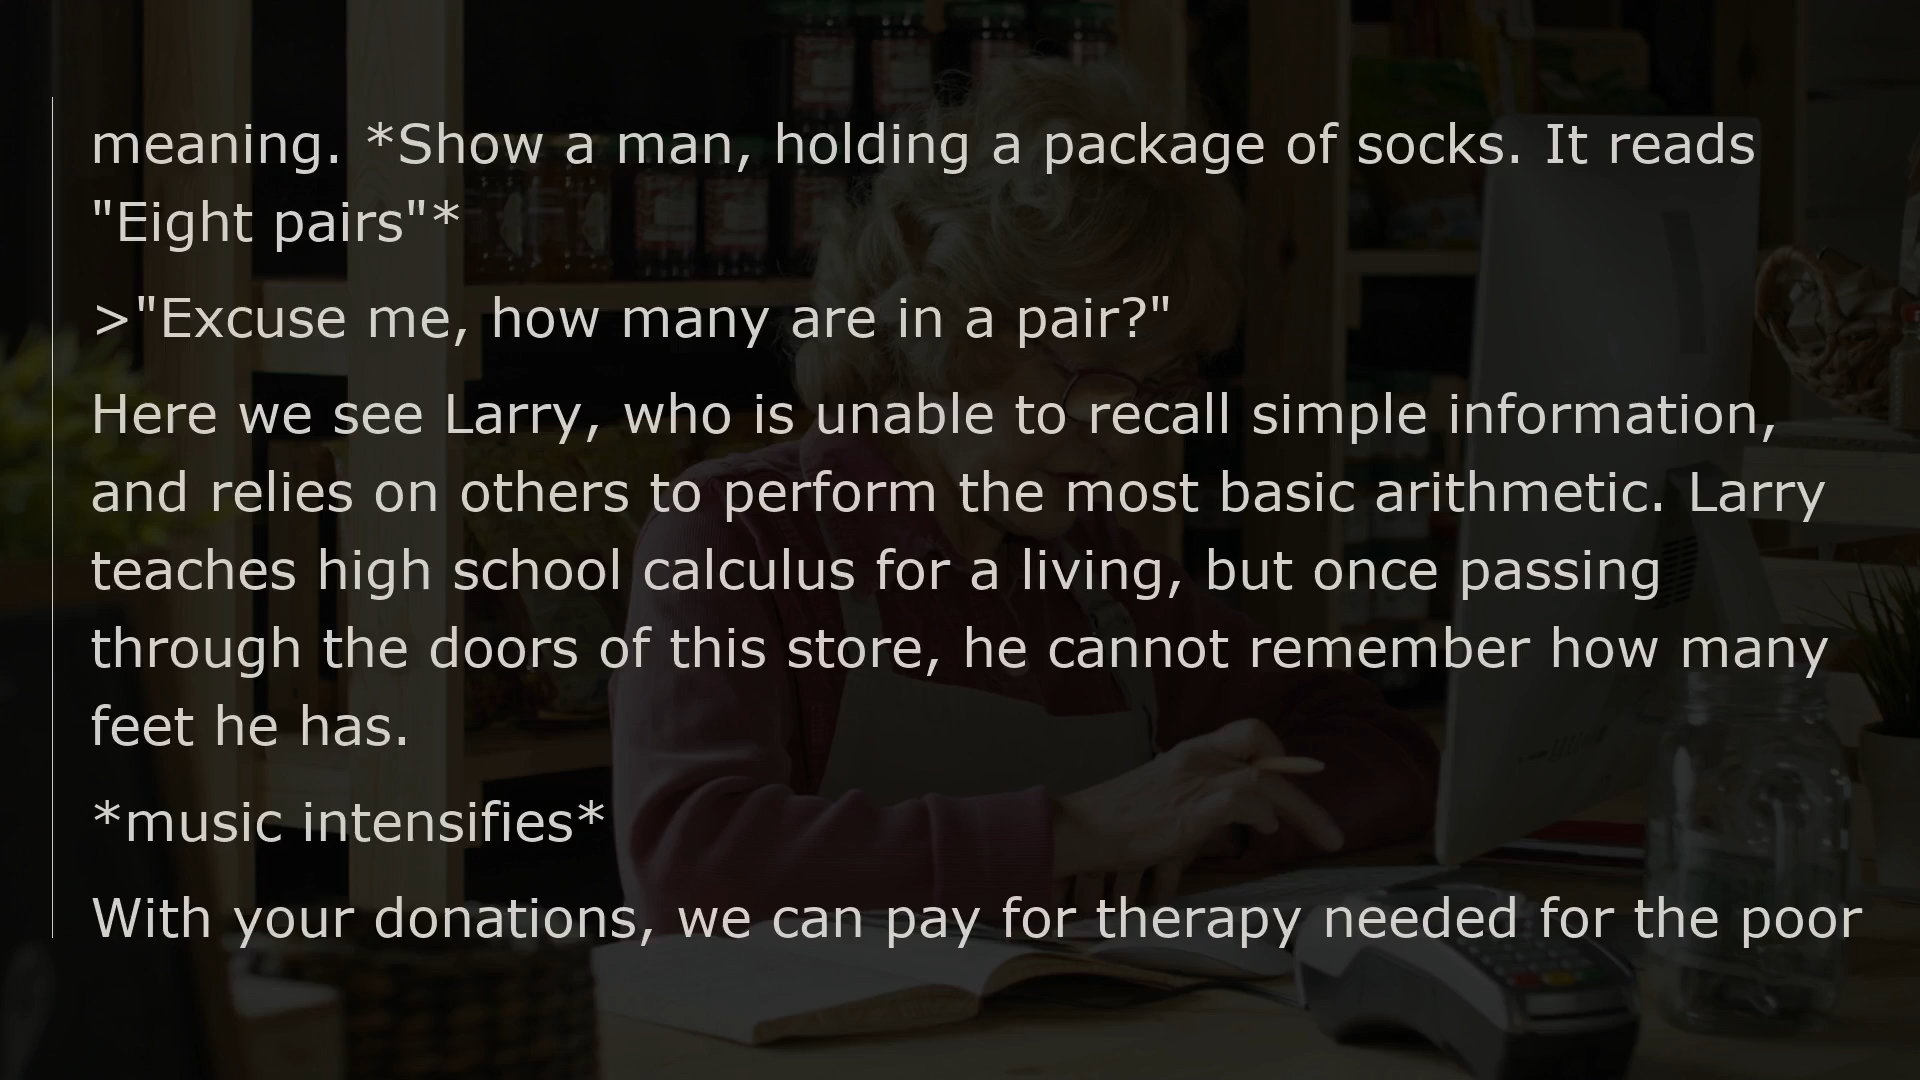 meaning. *Show a man, holding a package of socks. It reads
"Eight pairs"*
>"Excuse me, how many are in a pair?"
Here we see Larry, who is unable to recall simple information,
and relies on others to perform the most basic arithmetic. Larry
teaches high school calculus for a living, but once passing
through the doors of this store, he cannot remember how many
feet he has.
*music intensifies*
With your donations, we can pay for therapy needed for the poor